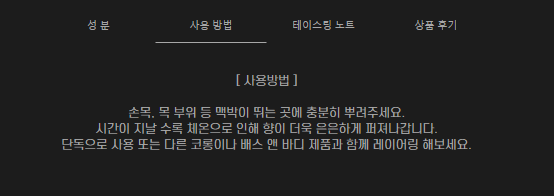 성 분
사용 방법
테이스팅 노트
상품 후기
[ 사용방법 ]
손목, 목 부위 등 맥박이 뛰는 곳에 충분히 뿌려주세요.
시간이 지날 수록 체온으로 인해 향이 더욱 은은하게 퍼져나갑니다.
단독으로 사용 또는 다른 코롱이나 배스 앤 바디 제품과 함께 레이어링 해보세요.